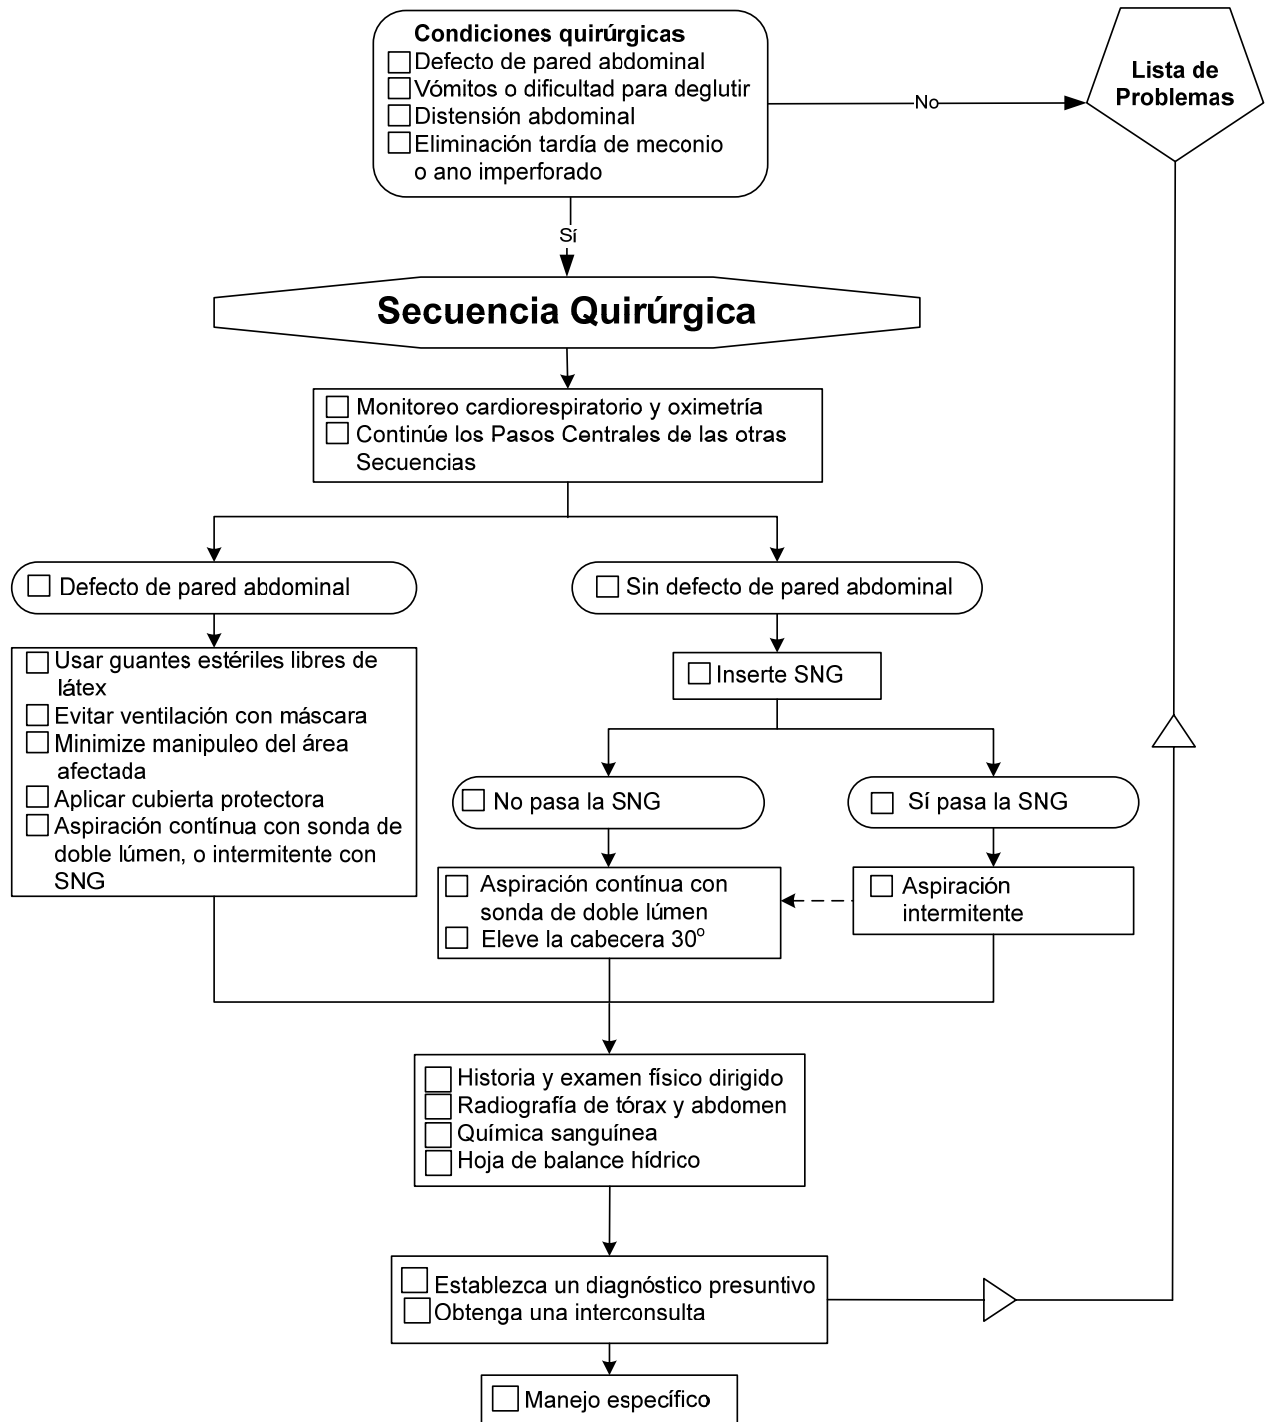 Condiciones quirúrgicas
Defecto de pared abdominal
Vómitos o dificultad para deglutir
Distensión abdominal
Eliminación tardía de meconio
o ano imperforado
No
Lista de
Problemas
Sí
Secuencia Quirúrgica
Monitoreo cardiorespiratorio y oximetría
Continúe los Pasos Centrales de las otras
Secuencias
Defecto de pared abdominal
Sin defecto de pared abdominal
Usar guantes estériles libres de
látex
Evitar ventilación con máscara
Minimize manipuleo del área
afectada
Aplicar cubierta protectora
Aspiración contínua con sonda de
doble lúmen, o intermitente con
SNG
Inserte SNG
No pasa la SNG
Sí pasa la SNG
Aspiración contínua con
sonda de doble lúmen
Eleve la cabecera 30°
Aspiración
intermitente
Historia y examen físico dirigido
Radiografía de tórax y abdomen
Química sanguínea
Hoja de balance hídrico
Establezca un diagnóstico presuntivo
Obtenga una interconsulta
Manejo específico